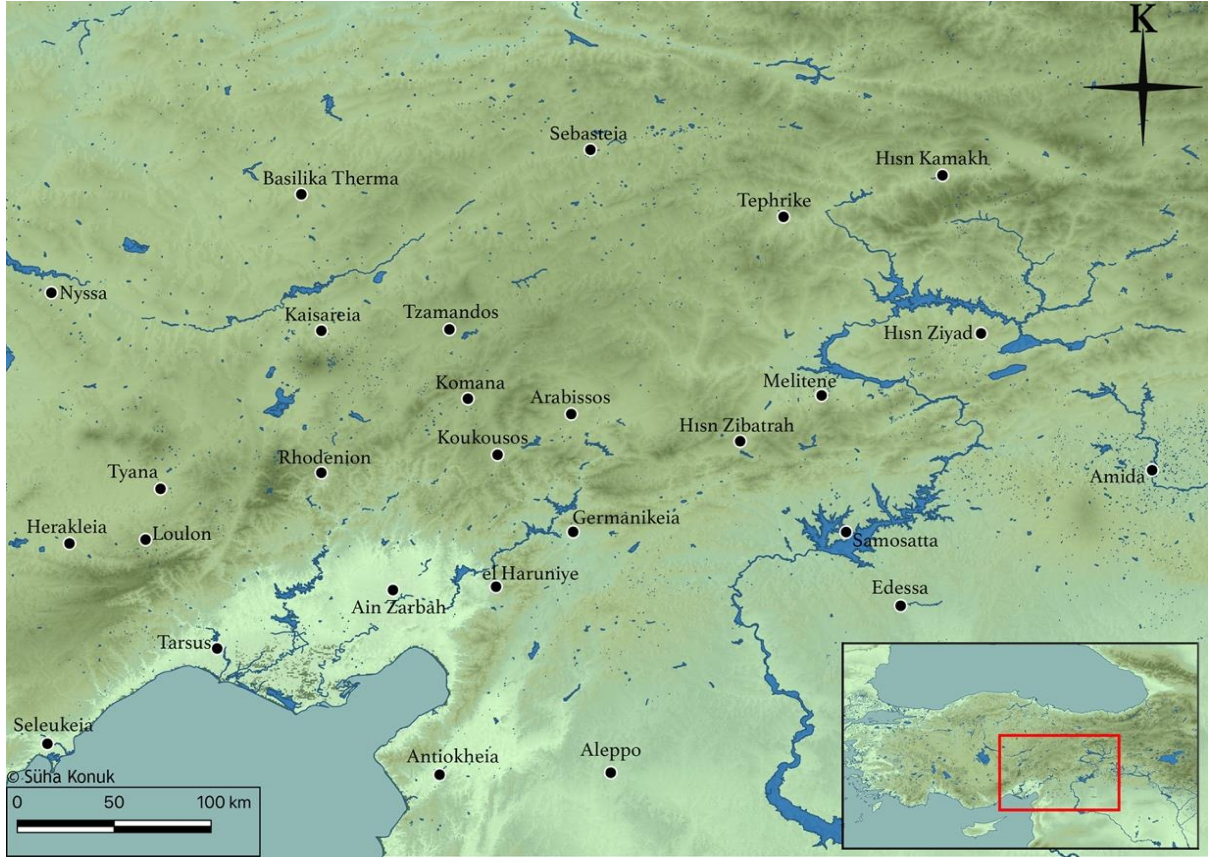 K
Sebasteia
Hısn Kamakh
Basilika Therma
Tephrike
Nyssa
Kaisareia
Tzamandos
Hısn Ziyad
Komana
Arabissos
Melitene
Koukousos
Hısn Zibatrah
Rhodenion
Tyana
Amida
Herakleia
Loulon
Germanikeia
Samosatta
el Haruniye
Edessa
Ain Zarbah
Tarsus
Seleukeia
Antiokheia
Aleppo
© Süha Konuk
0 50 100 km